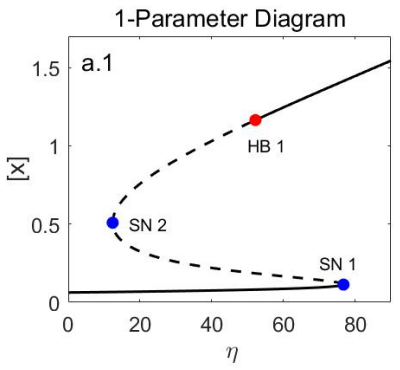 1-Parameter Diagram
a.1
1.5
1
0.5
0
[x]
HB 1
SN 2
SN 1
0 20 40 60 80
η